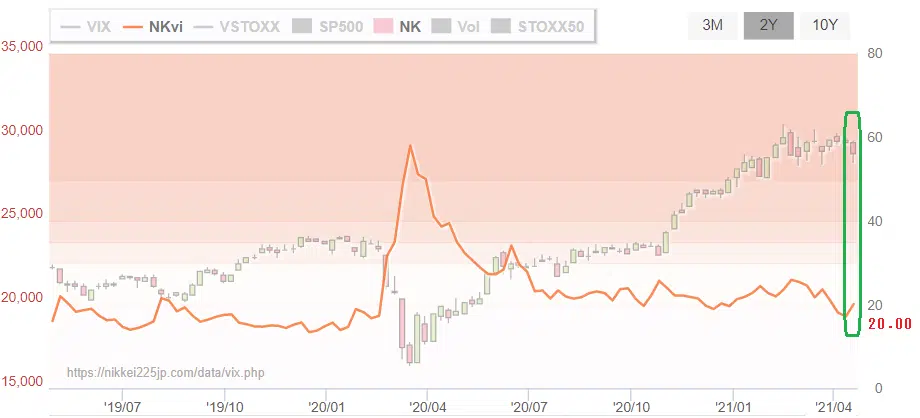 VIX NKvi VSTOXX SP500 NK Vol STOXX50 3M 2Y 10Y
35,000 80
30,000 60
25,000 40
20,000 20
20.00
15,000 0
https://nikkei225jp.com/data/vix.php
'19/07 '19/10 '20/01 '20/04 '20/07 '20/10 '21/01 '21/04